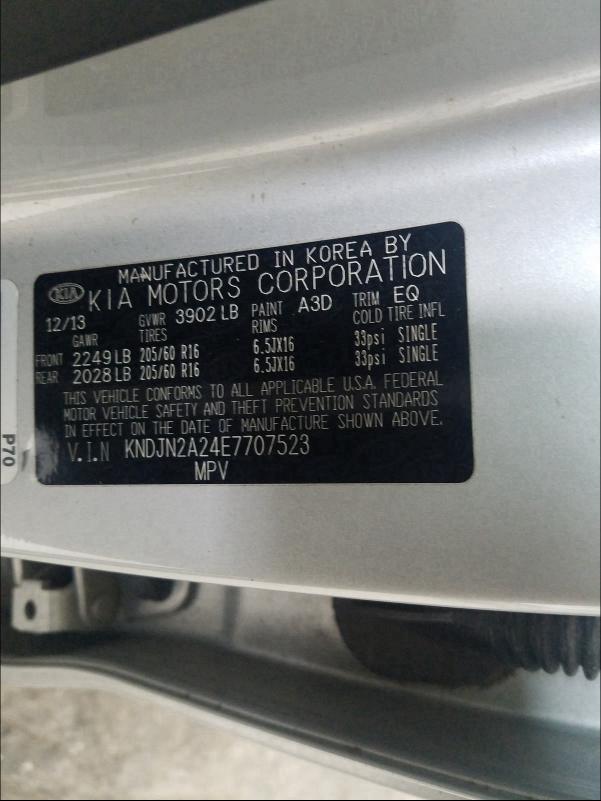 MANUFACTURED IN KOREA BY
KIA KIA MOTORS CORPORATION
12/13 GVWR 3902 LB PAINT A3D TRIM EQ
GAWR TIRES RIMS COLD TIRE INFL
FRONT 2249 LB 205/60 R16 6.5JX16 33psi SINGLE
REAR 2028 LB 205/60 R16 6.5JX16 33psi SINGLE
THIS VEHICLE CONFORMS TO ALL APPLICABLE U.S.A. FEDERAL
MOTOR VEHICLE SAFETY AND THEFT PREVENTION STANDARDS
IN EFFECT ON THE DATE OF MANUFACTURE SHOWN ABOVE.
V.I.N KNDJN2A24E7707523
MPV
P70